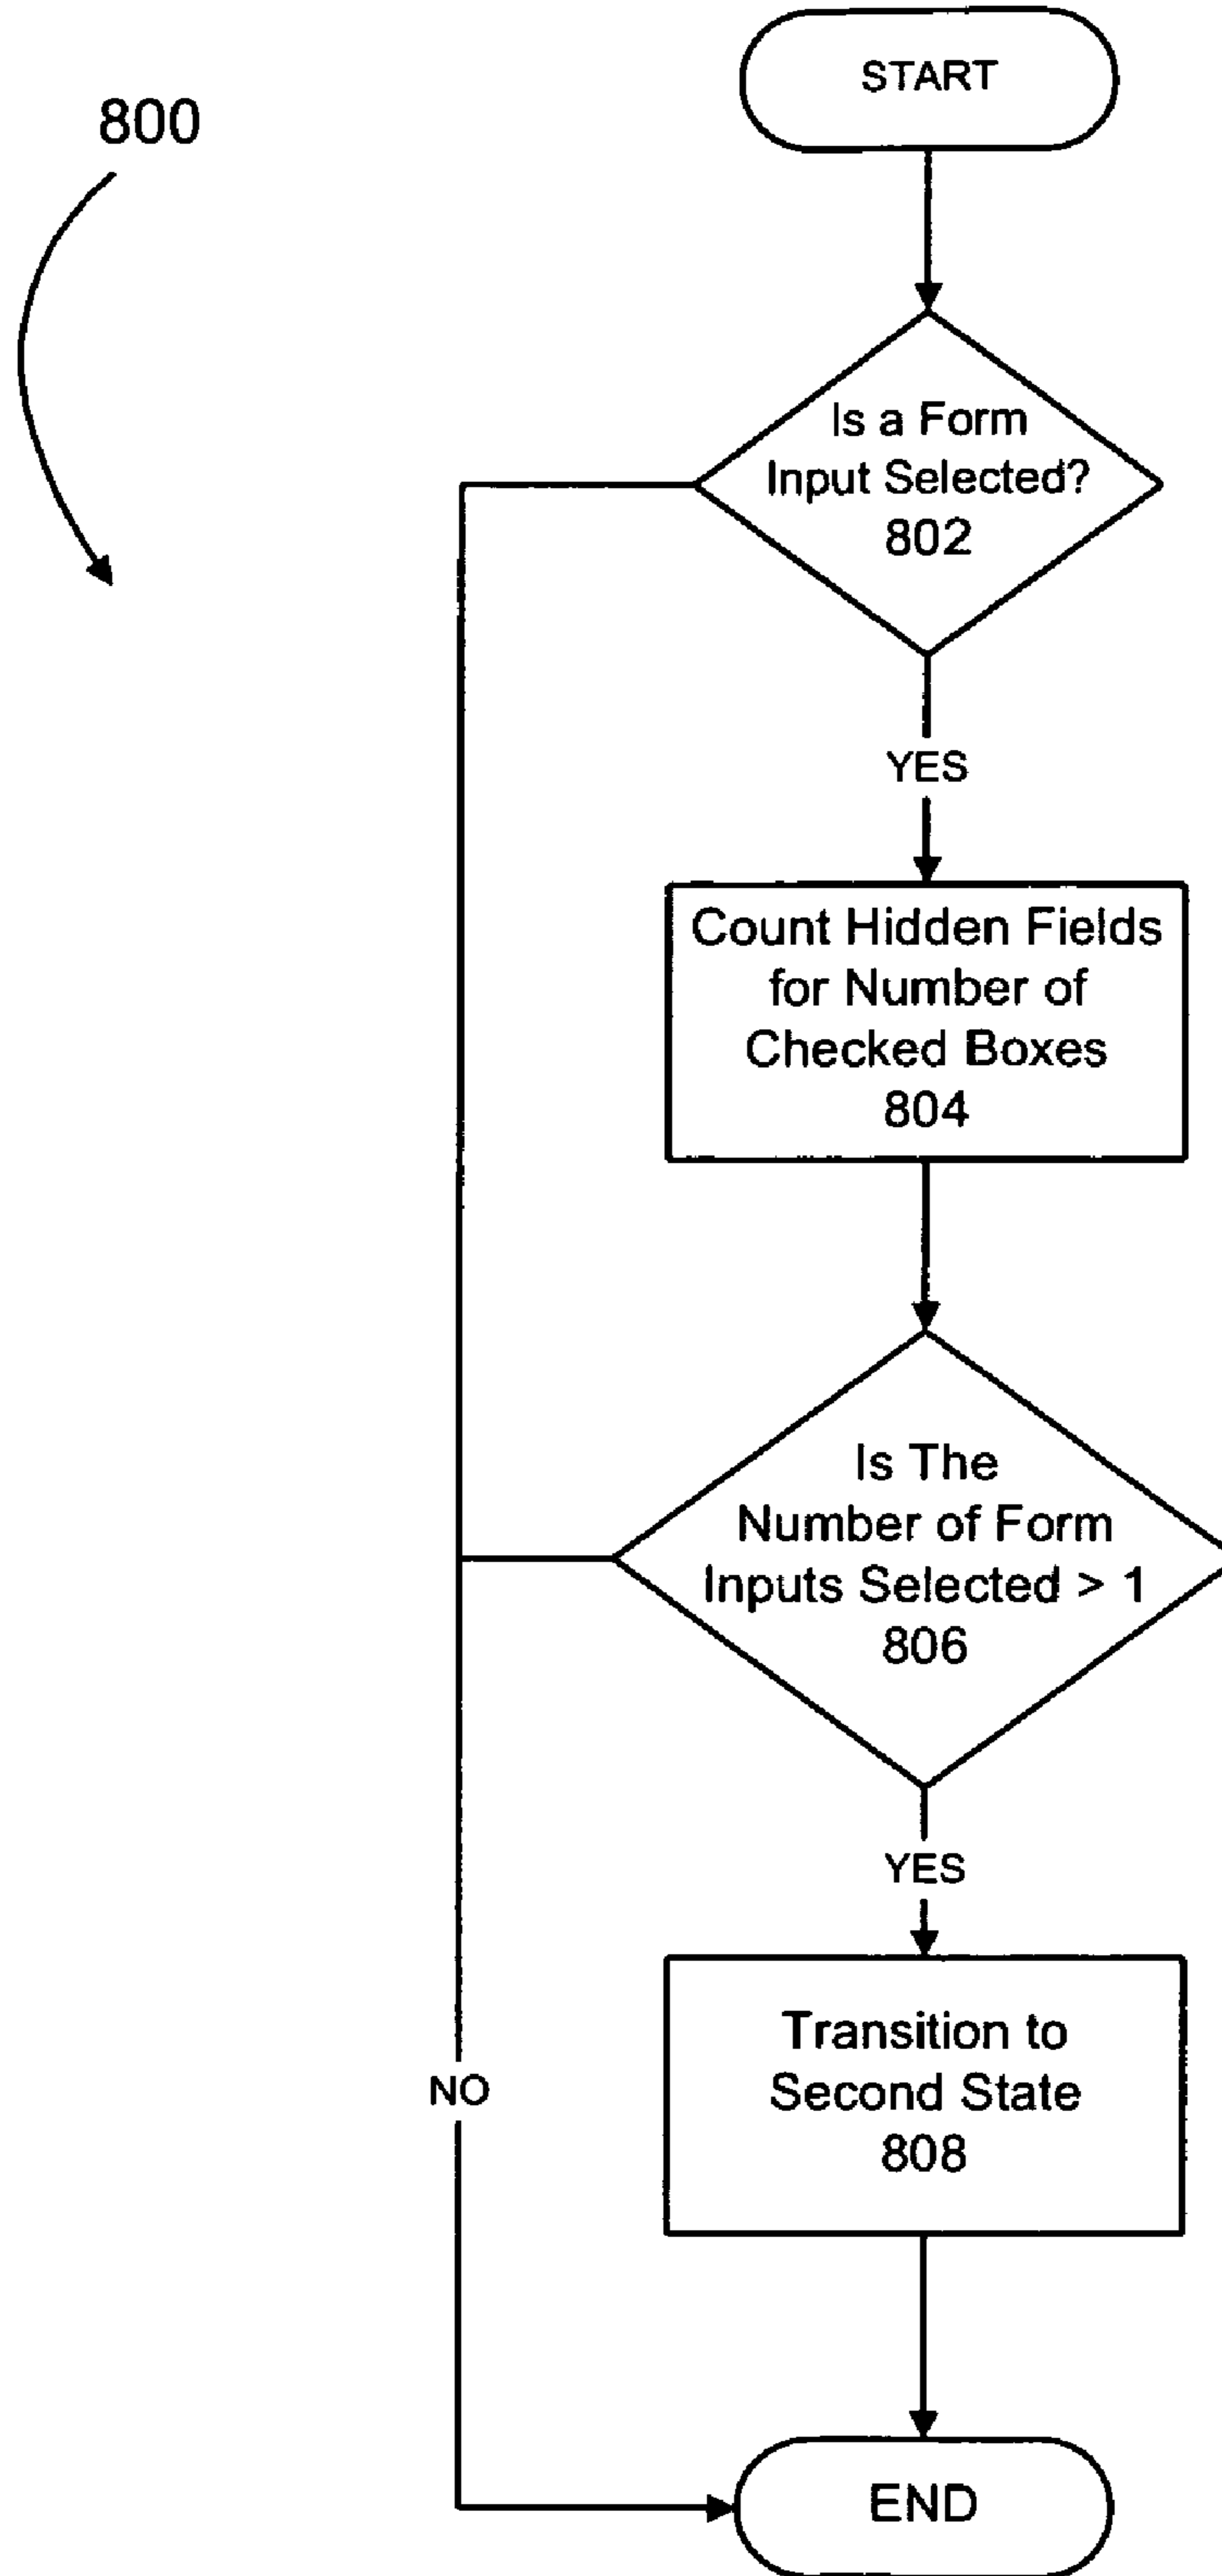 800
START
Is a Form
Input Selected?
802
YES
Count Hidden Fields
for Number of
Checked Boxes
804
Is The
Number of Form
Inputs Selected > 1
806
YES
Transition to
Second State
808
NO
END